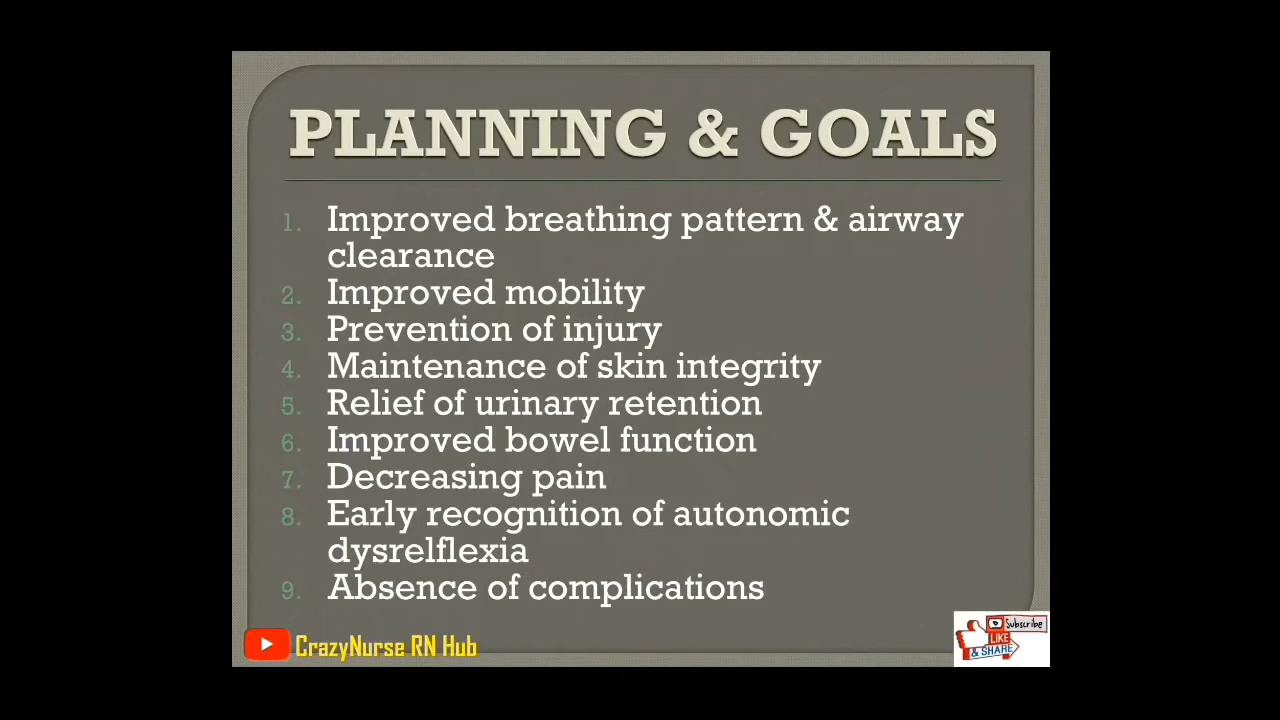 PLANNING & GOALS
1. Improved breathing pattern & airway
clearance
2. Improved mobility
3. Prevention of injury
4. Maintenance of skin integrity
5. Relief of urinary retention
6. Improved bowel function
7. Decreasing pain
8. Early recognition of autonomic
dysrelflexia
9. Absence of complications
CrazyNurse RN Hub
Subscribe
LIKE
& SHARE